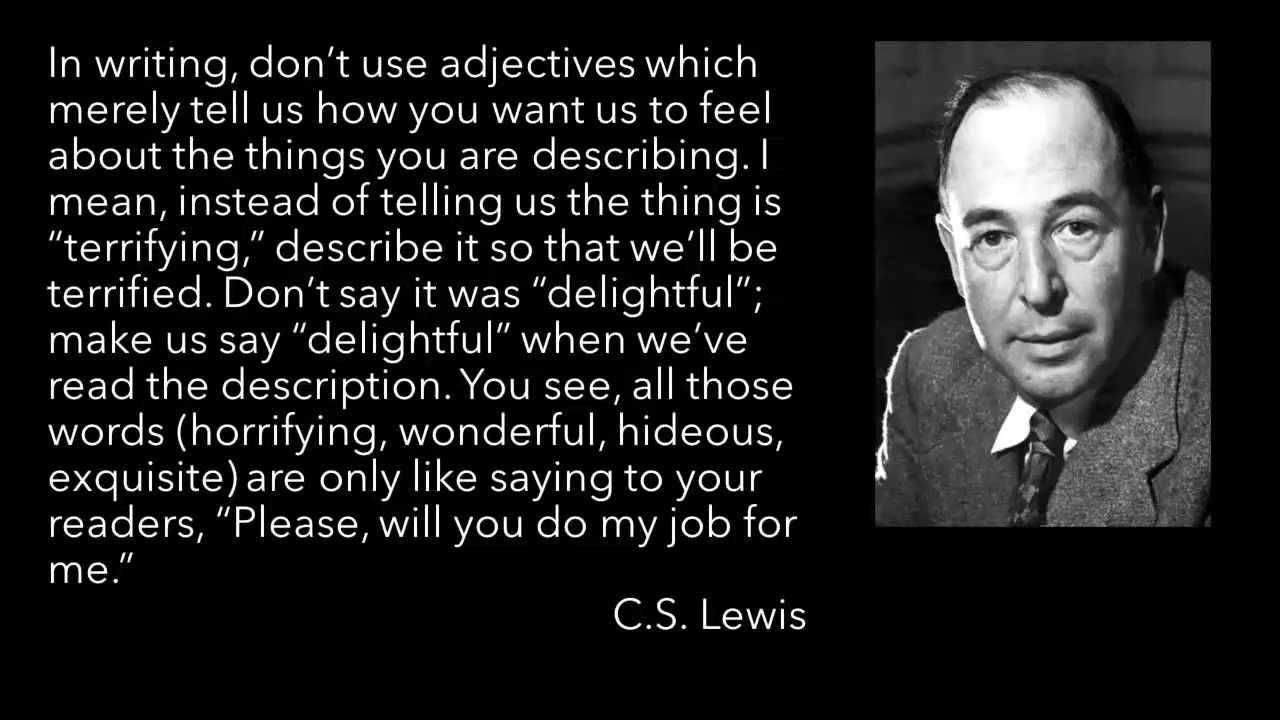 In writing, don’t use adjectives which
merely tell us how you want us to feel
about the things you are describing. I
mean, instead of telling us the thing is
“terrifying,” describe it so that we’ll be
terrified. Don’t say it was “delightful”;
make us say “delightful” when we’ve
read the description. You see, all those
words (horrifying, wonderful, hideous,
exquisite) are only like saying to your
readers, “Please, will you do my job for
me.”
C.S. Lewis